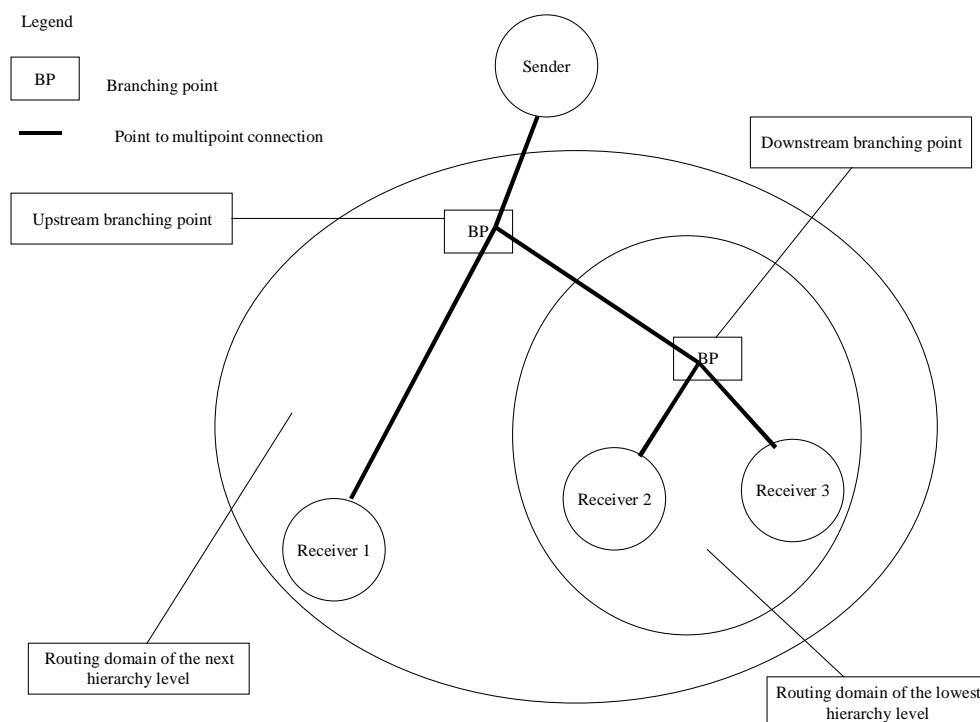 Legend
BP
Branching point
Point to multipoint connection
Sender
Downstream branching point
Upstream branching point
BP
BP
Receiver 1
Receiver 2
Receiver 3
Routing domain of the next
hierarchy level
Routing domain of the lowest
hierarchy level